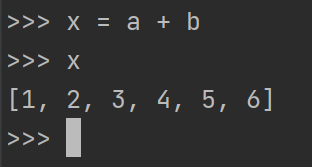 >>> x = a + b
>>> x
[1, 2, 3, 4, 5, 6]
>>>